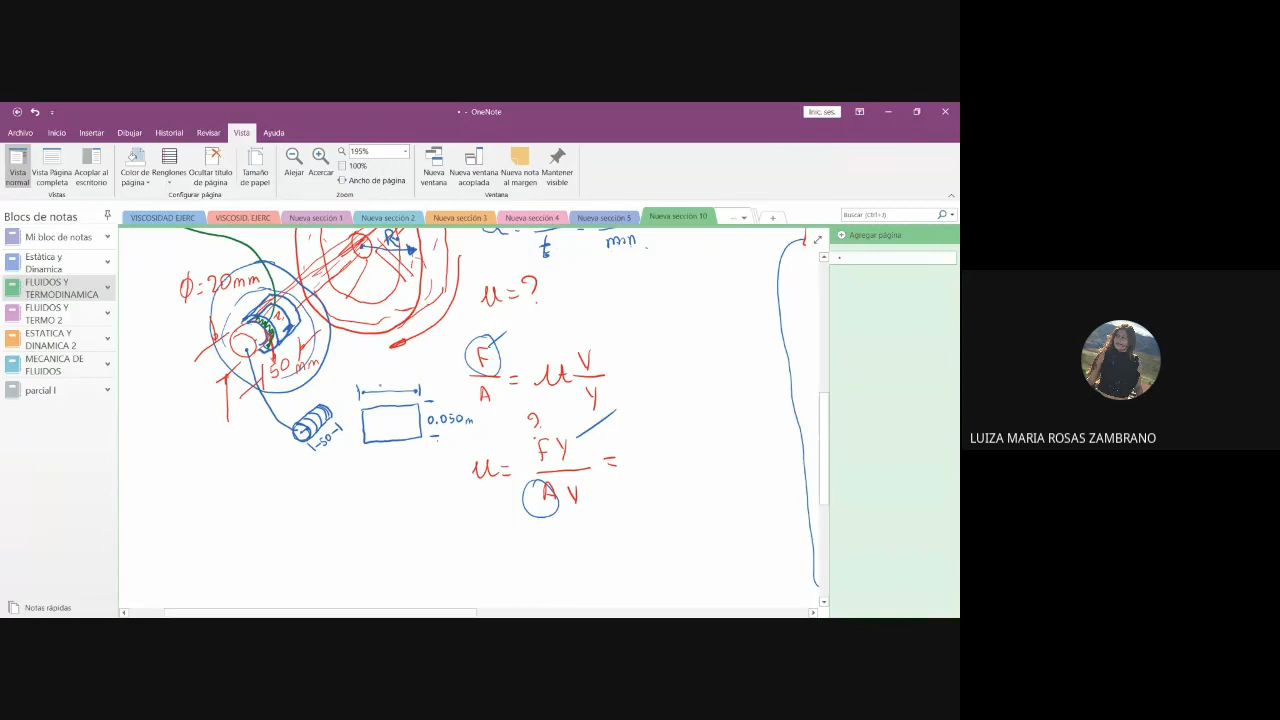 - OneNote
Inic. ses.
Archivo Inicio Insertar Dibujar Historial Revisar Vista Ayuda
Vista normal Vista Página completa Acoplar al escritorio Color de página Renglones Ocultar título de página Tamaño de papel Alejar Acercar 195% 100% Ancho de página Nueva ventana Nueva ventana acoplada Nueva nota al margen Mantener visible
Vistas Configurar página Zoom Ventana
Blocs de notas
VISCOSIDAD EJERC VISCOSID. EJERC Nueva sección 1 Nueva sección 2 Nueva sección 3 Nueva sección 4 Nueva sección 5 Nueva sección 10 ... +
Buscar (Ctrl+J)
Agregar página
Mi bloc de notas
Estàtica y Dinamica
FLUIDOS Y TERMODINAMICA
FLUIDOS Y TERMO 2
ESTATICA Y DINAMICA 2
MECANICA DE FLUIDOS
parcial I
Notas rápidas
R
t
min.
φ=20mm
50 mm
u=?
F/A = μ V/Y
0.050m
|-50-|
?
μ= FY/AV =
LUIZA MARIA ROSAS ZAMBRANO